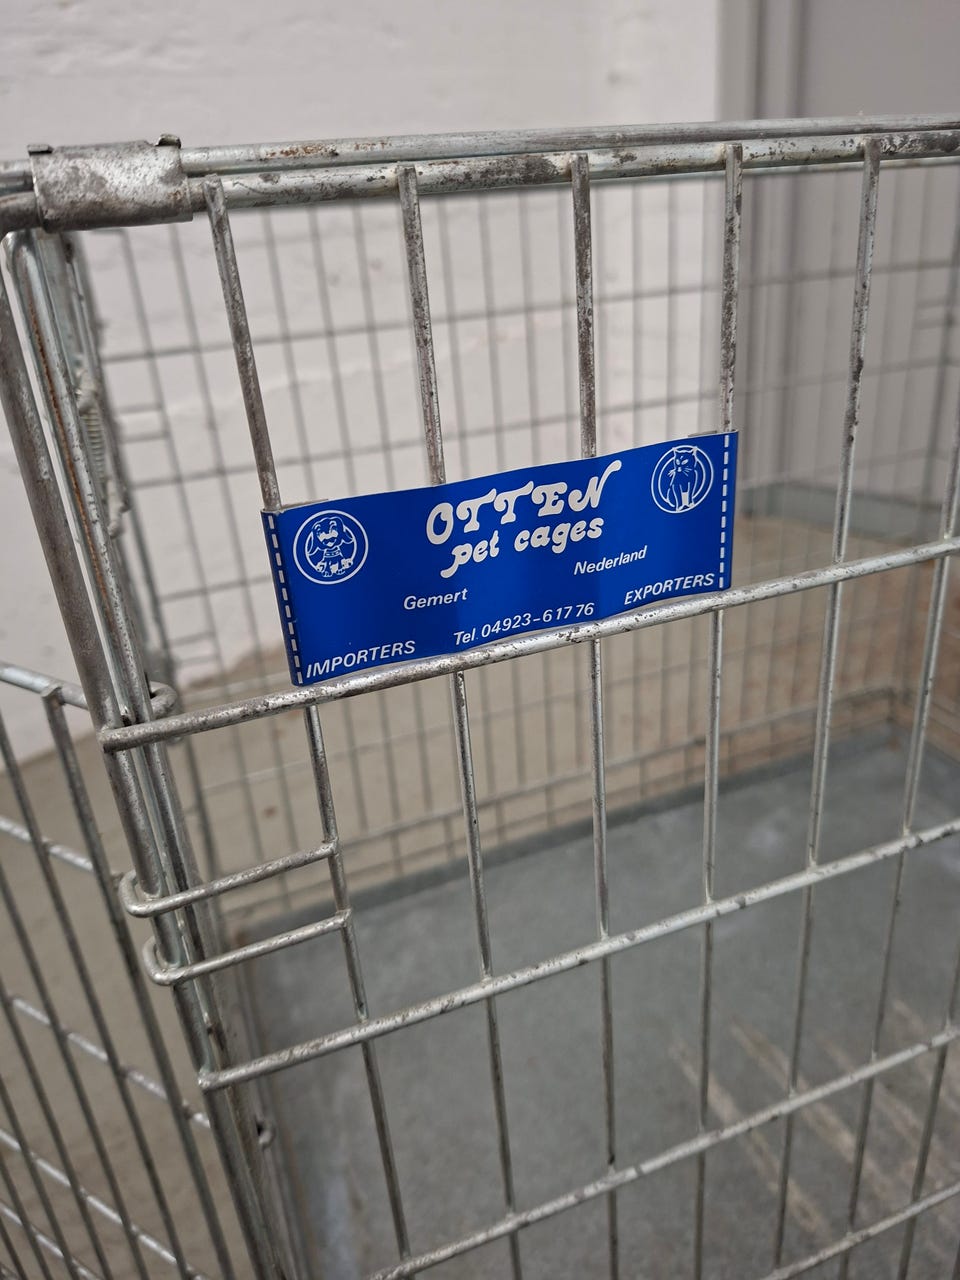 OTTEN
pet cages
Gemert Nederland
Tel. 04923-61776
IMPORTERS EXPORTERS